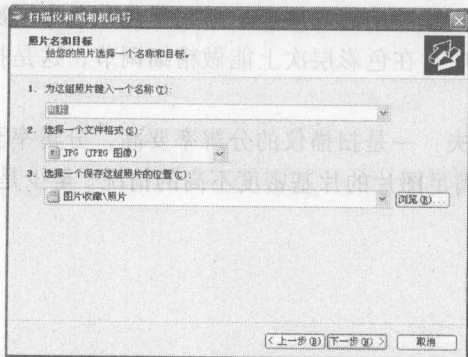 扫描仪和照相机向导
照片名和目标
给您的照片选择一个名称和目标。
1. 为这组照片键入一个名称(T):
照片
2. 选择一个文件格式(S):
JPG (JPEG 图像)
3. 选择一个保存这组照片的位置(C):
图片收藏\照片
浏览(R)...
< 上一步(B) 下一步(N) > 取消